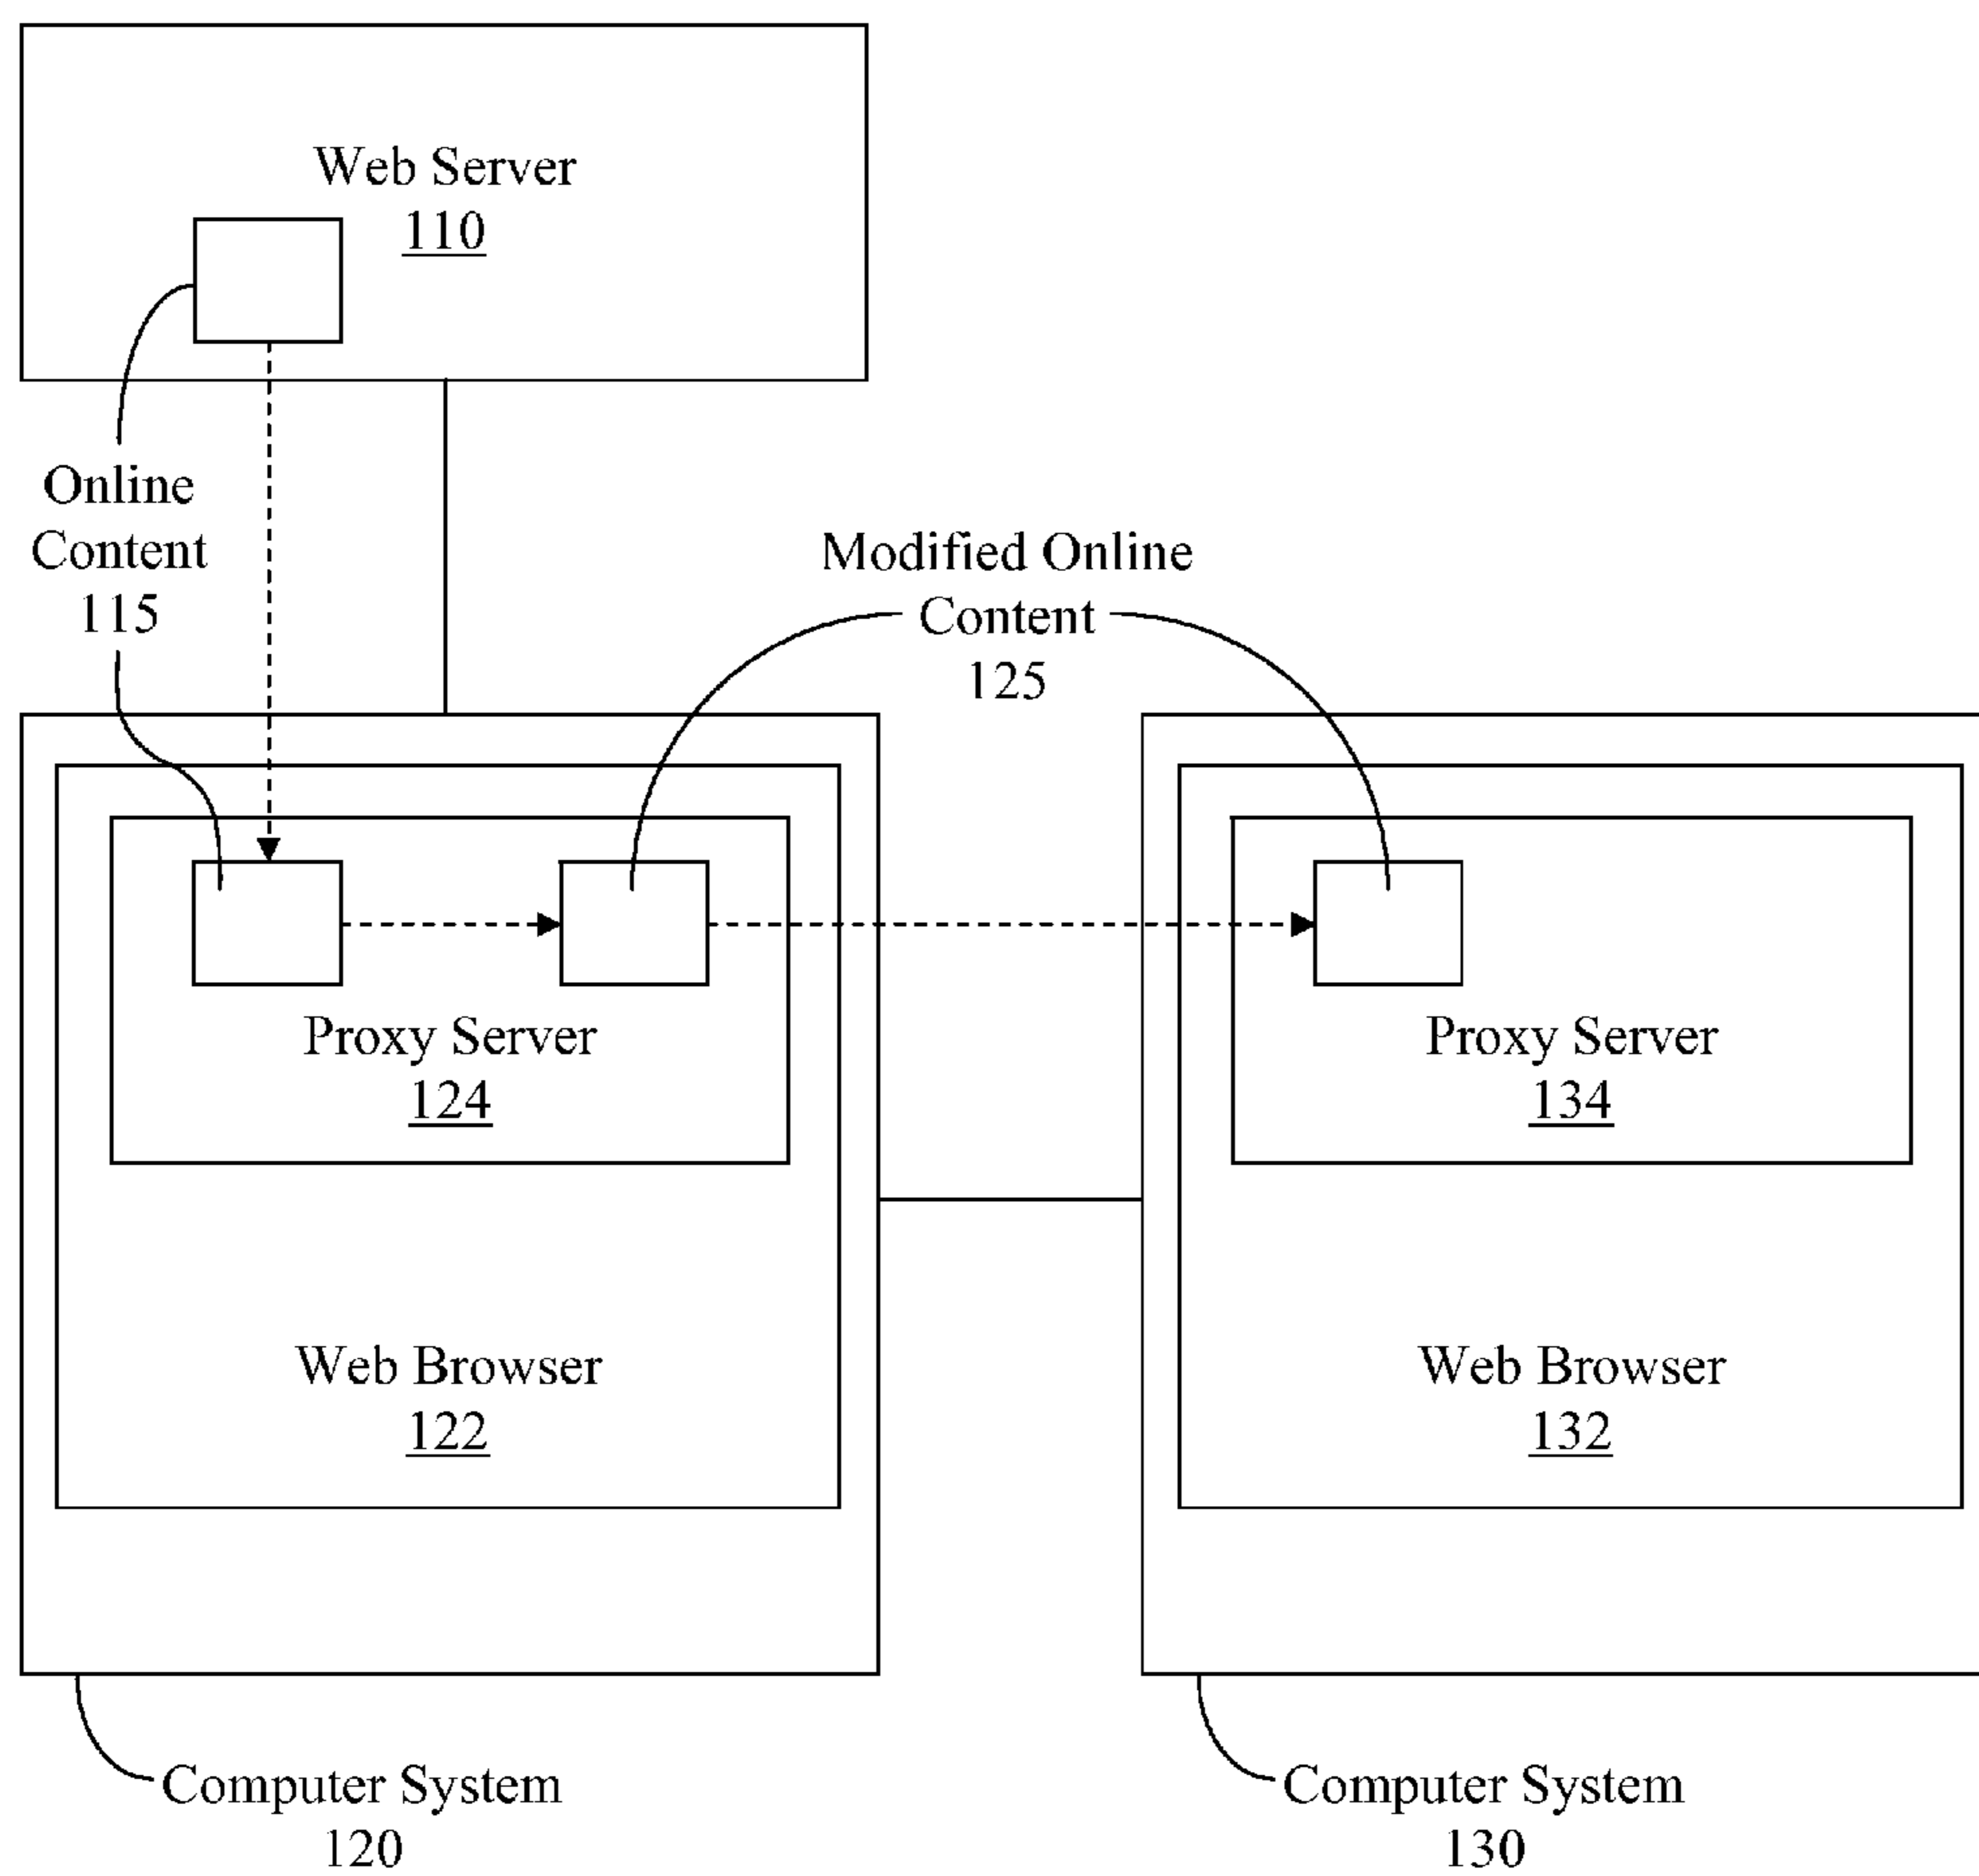 Web Server
110
Online
Content
115
Modified Online
Content
125
Proxy Server
124
Proxy Server
134
Web Browser
122
Web Browser
132
Computer System
120
Computer System
130